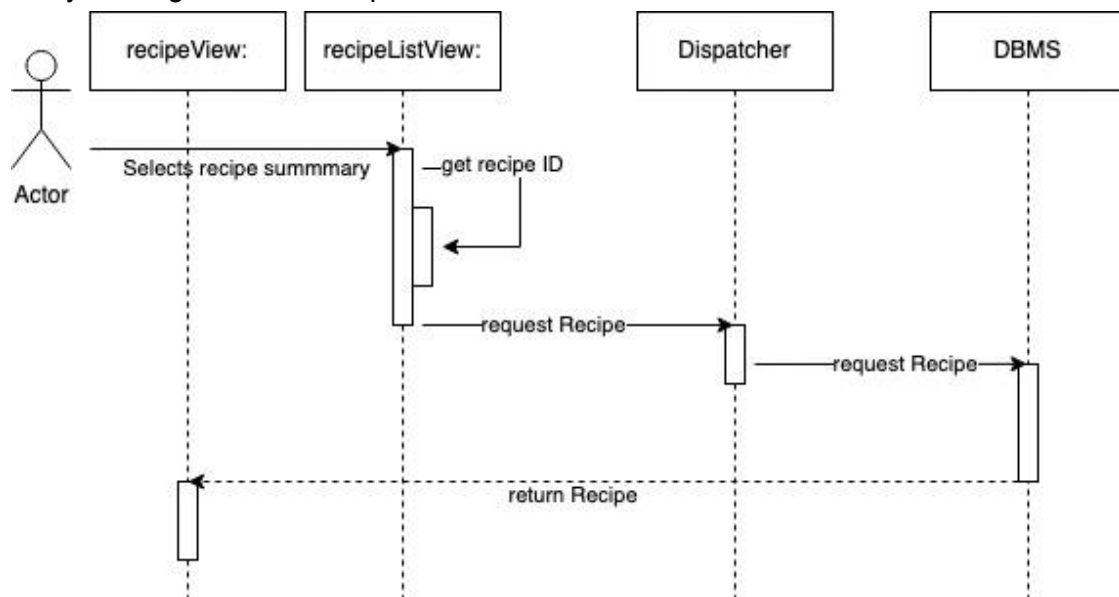 recipeView:
recipeListView:
Dispatcher
DBMS
Selects recipe summmary
get recipe ID
Actor
request Recipe
request Recipe
return Recipe